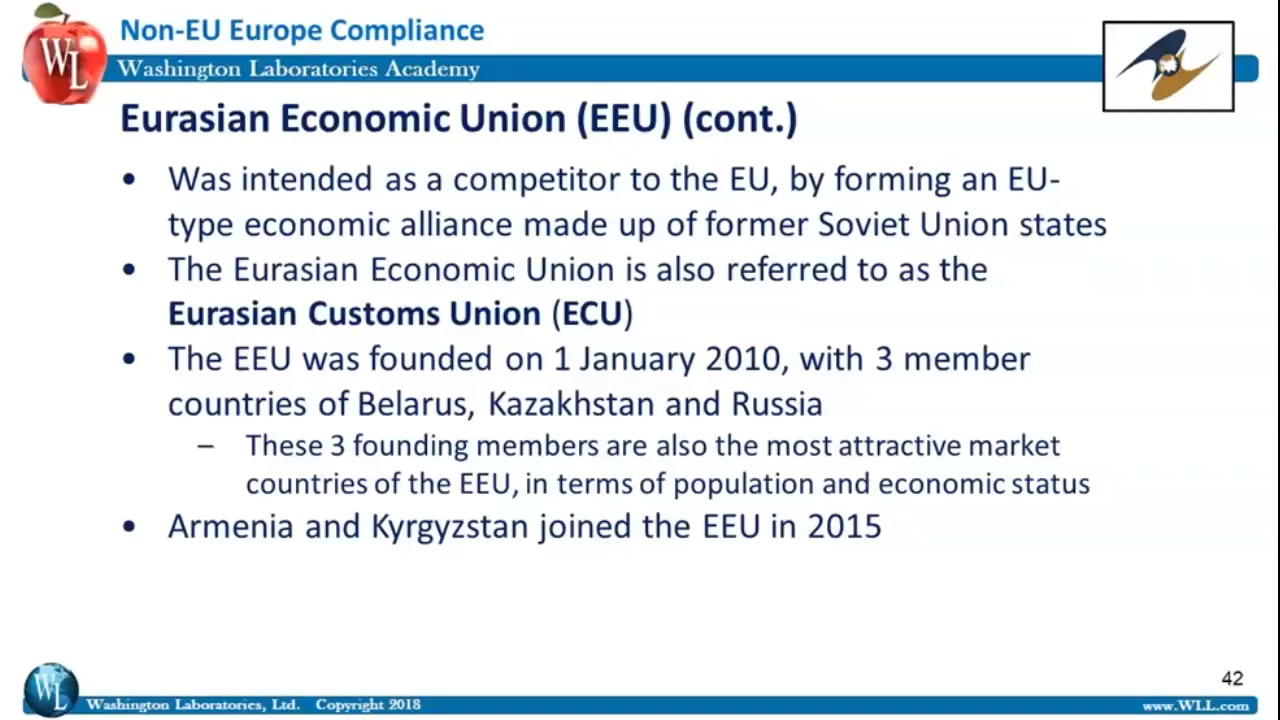 Non-EU Europe Compliance
WL
Washington Laboratories Academy
Eurasian Economic Union (EEU) (cont.)
• Was intended as a competitor to the EU, by forming an EU-
type economic alliance made up of former Soviet Union states
• The Eurasian Economic Union is also referred to as the
Eurasian Customs Union (ECU)
• The EEU was founded on 1 January 2010, with 3 member
countries of Belarus, Kazakhstan and Russia
– These 3 founding members are also the most attractive market
countries of the EEU, in terms of population and economic status
• Armenia and Kyrgyzstan joined the EEU in 2015
42
WL
Washington Laboratories, Ltd. Copyright 2018
www.WLL.com